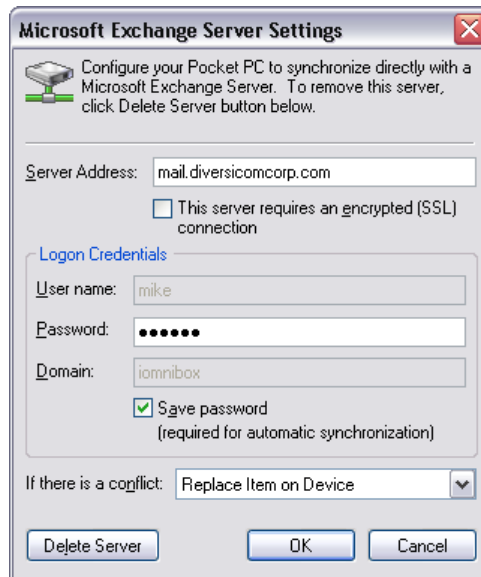 Microsoft Exchange Server Settings
Configure your Pocket PC to synchronize directly with a
Microsoft Exchange Server. To remove this server,
click Delete Server button below.
Server Address: mail.diversicomcorp.com
This server requires an encrypted (SSL)
connection
Logon Credentials
User name: mike
Password: ●●●●●●
Domain: iomnibox
Save password
(required for automatic synchronization)
If there is a conflict: Replace Item on Device
Delete Server OK Cancel